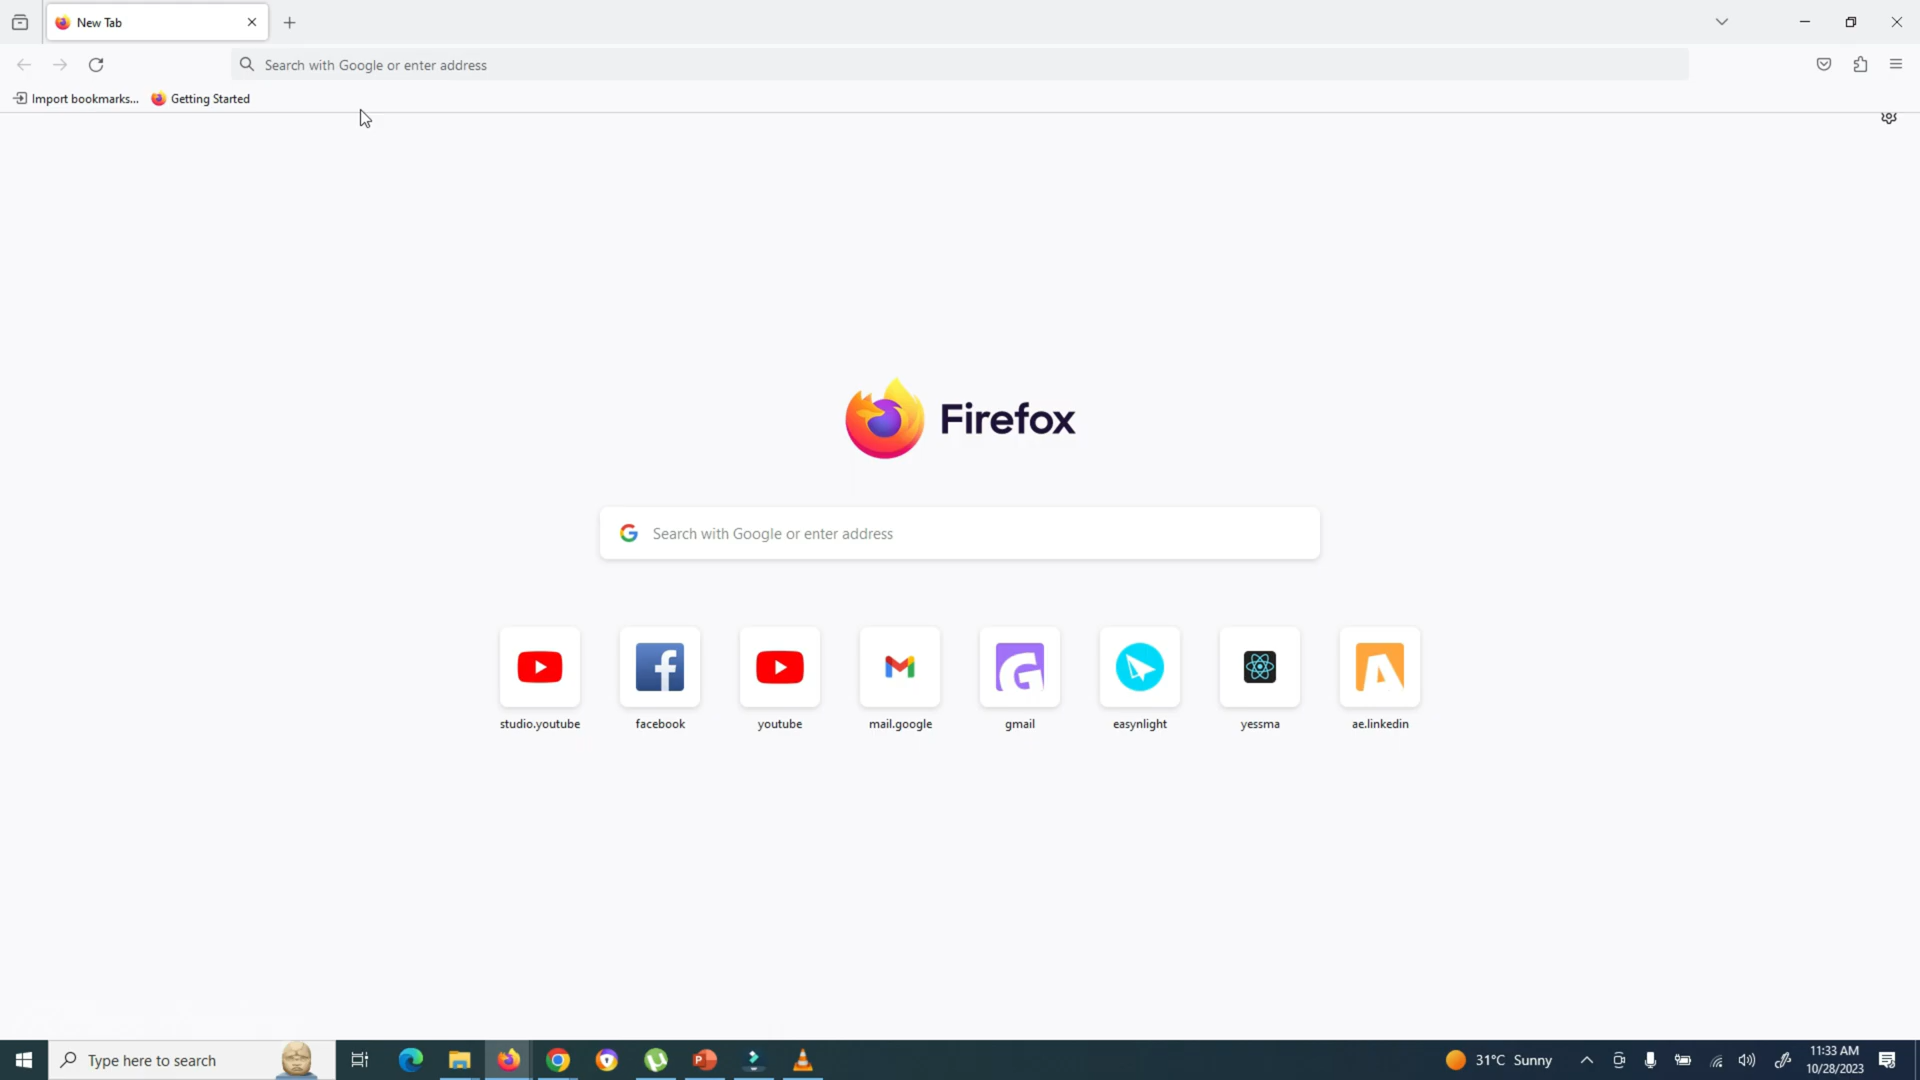 New Tab
Search with Google or enter address
Import bookmarks... Getting Started
Firefox
Search with Google or enter address
studio.youtube facebook youtube mail.google gmail easynlight yessma ae.linkedin
Type here to search
31°C Sunny
11:33 AM
10/28/2023